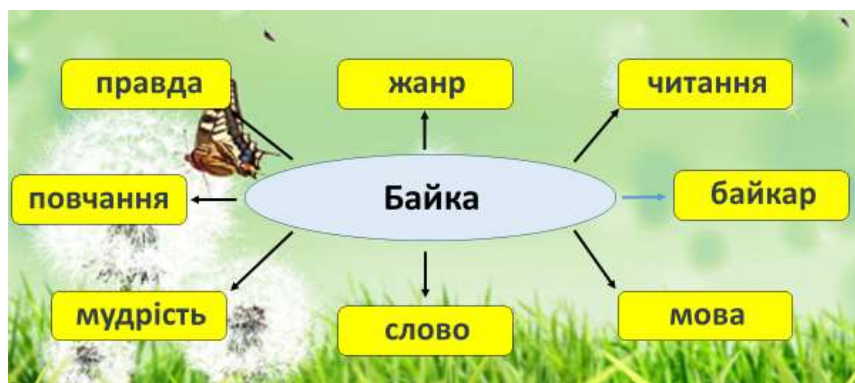 правда
жанр
читання
повчання
Байка
байкар
мудрість
слово
мова